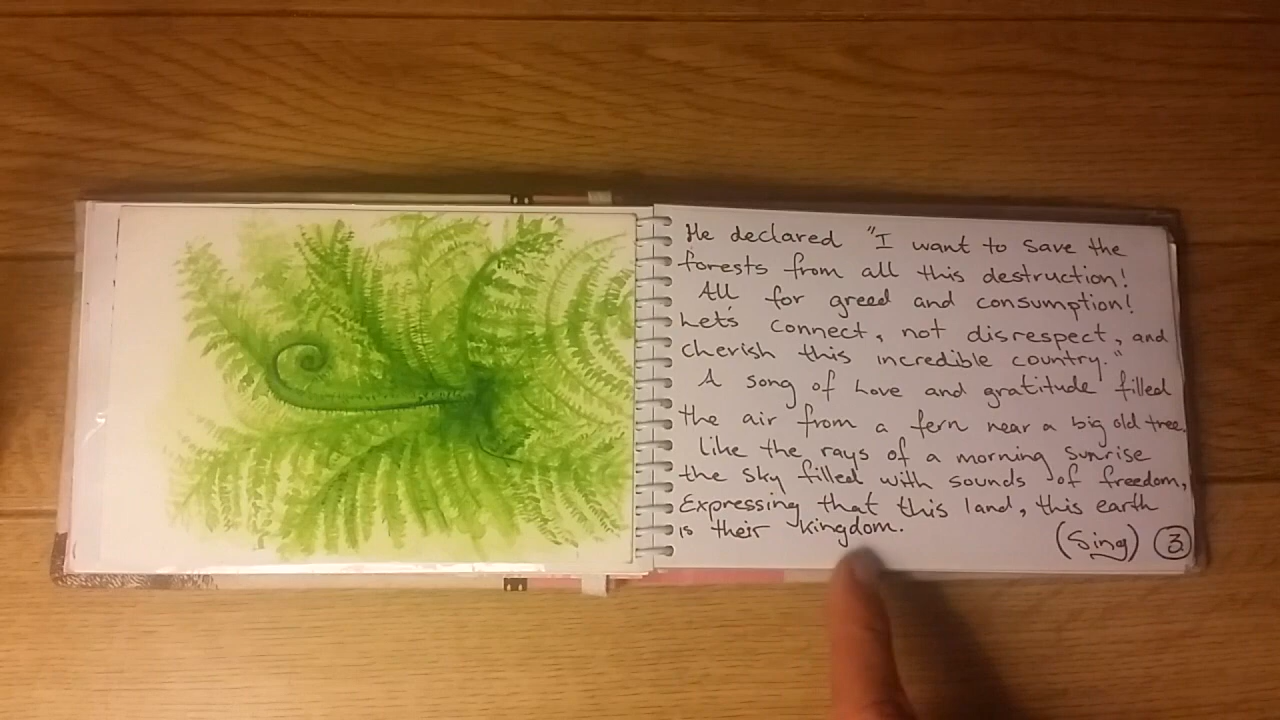 He declared "I want to save the
forests from all this destruction!
All for greed and consumption!
Let's connect, not disrespect, and
cherish this incredible country."
A song of Love and gratitude filled
the air from a fern near a big old tree.
Like the rays of a morning sunrise
the sky filled with sounds of freedom,
Expressing that this land, this earth
is their kingdom.
(Sing) 3